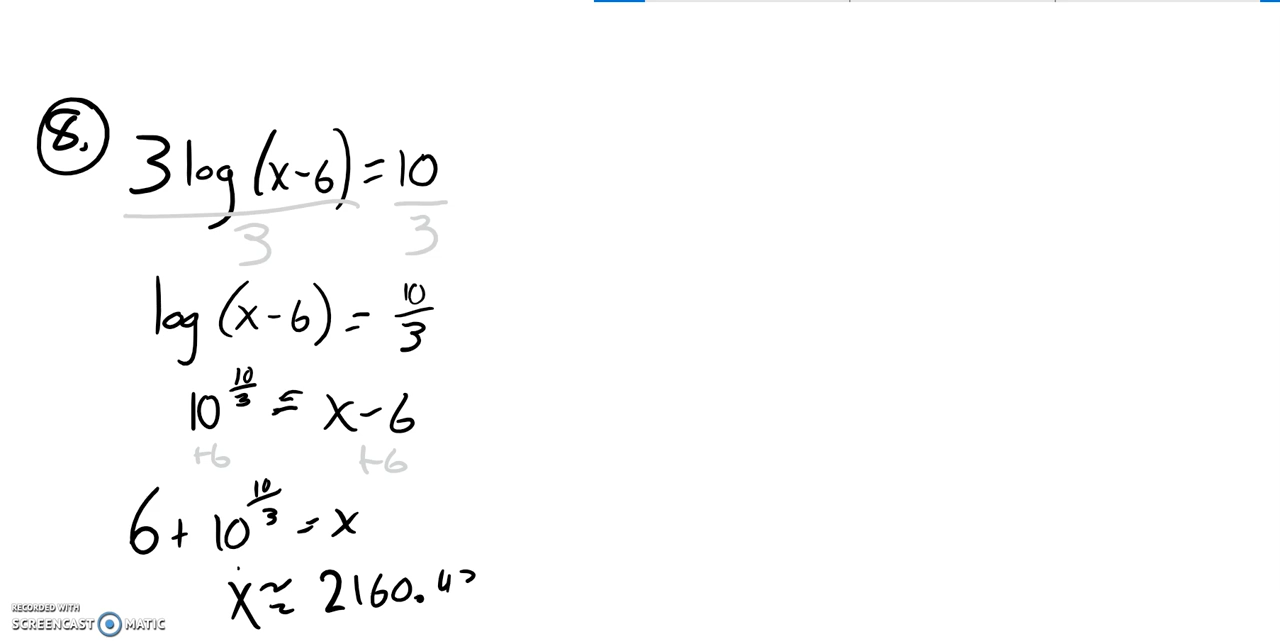 8.
3 log (x-6) = 10
3 3
log (x-6) = 10/3
10^(10/3) = x-6
+6 +6
6 + 10^(10/3) = x
x ≈ 2160.43
RECORDED WITH
SCREENCAST MATIC